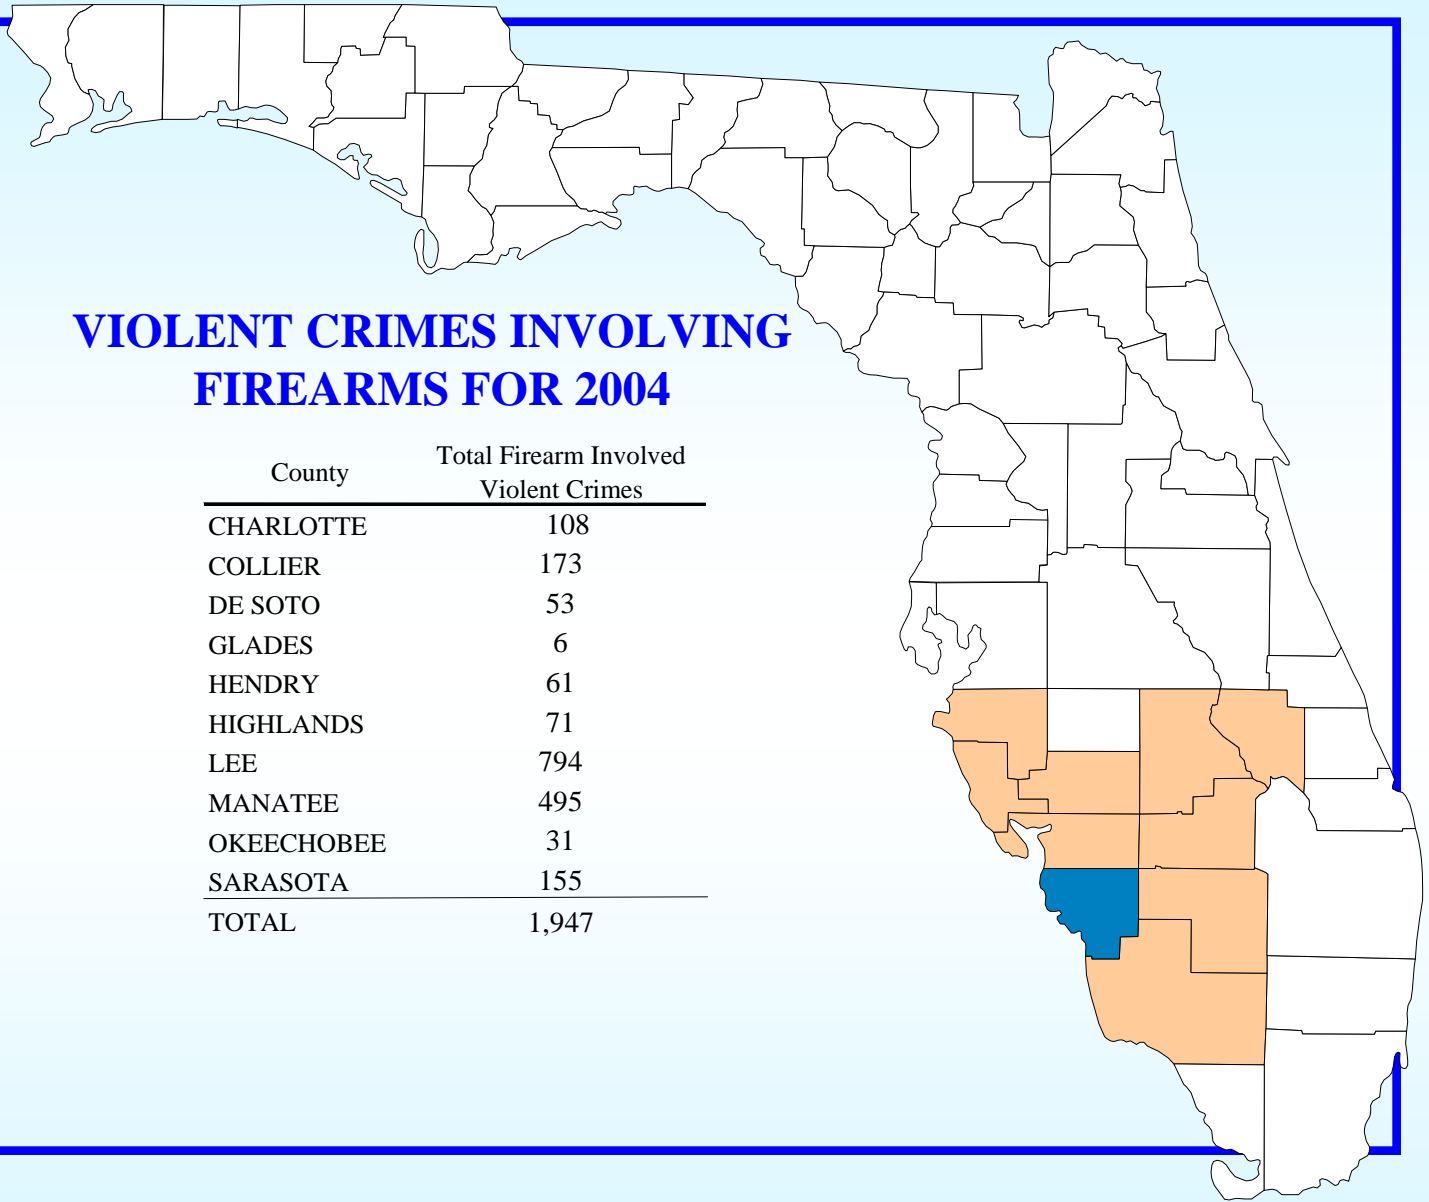 VIOLENT CRIMES INVOLVING
FIREARMS FOR 2004
County Total Firearm Involved
Violent Crimes
CHARLOTTE 108
COLLIER 173
DE SOTO 53
GLADES 6
HENDRY 61
HIGHLANDS 71
LEE 794
MANATEE 495
OKEECHOBEE 31
SARASOTA 155
TOTAL 1,947